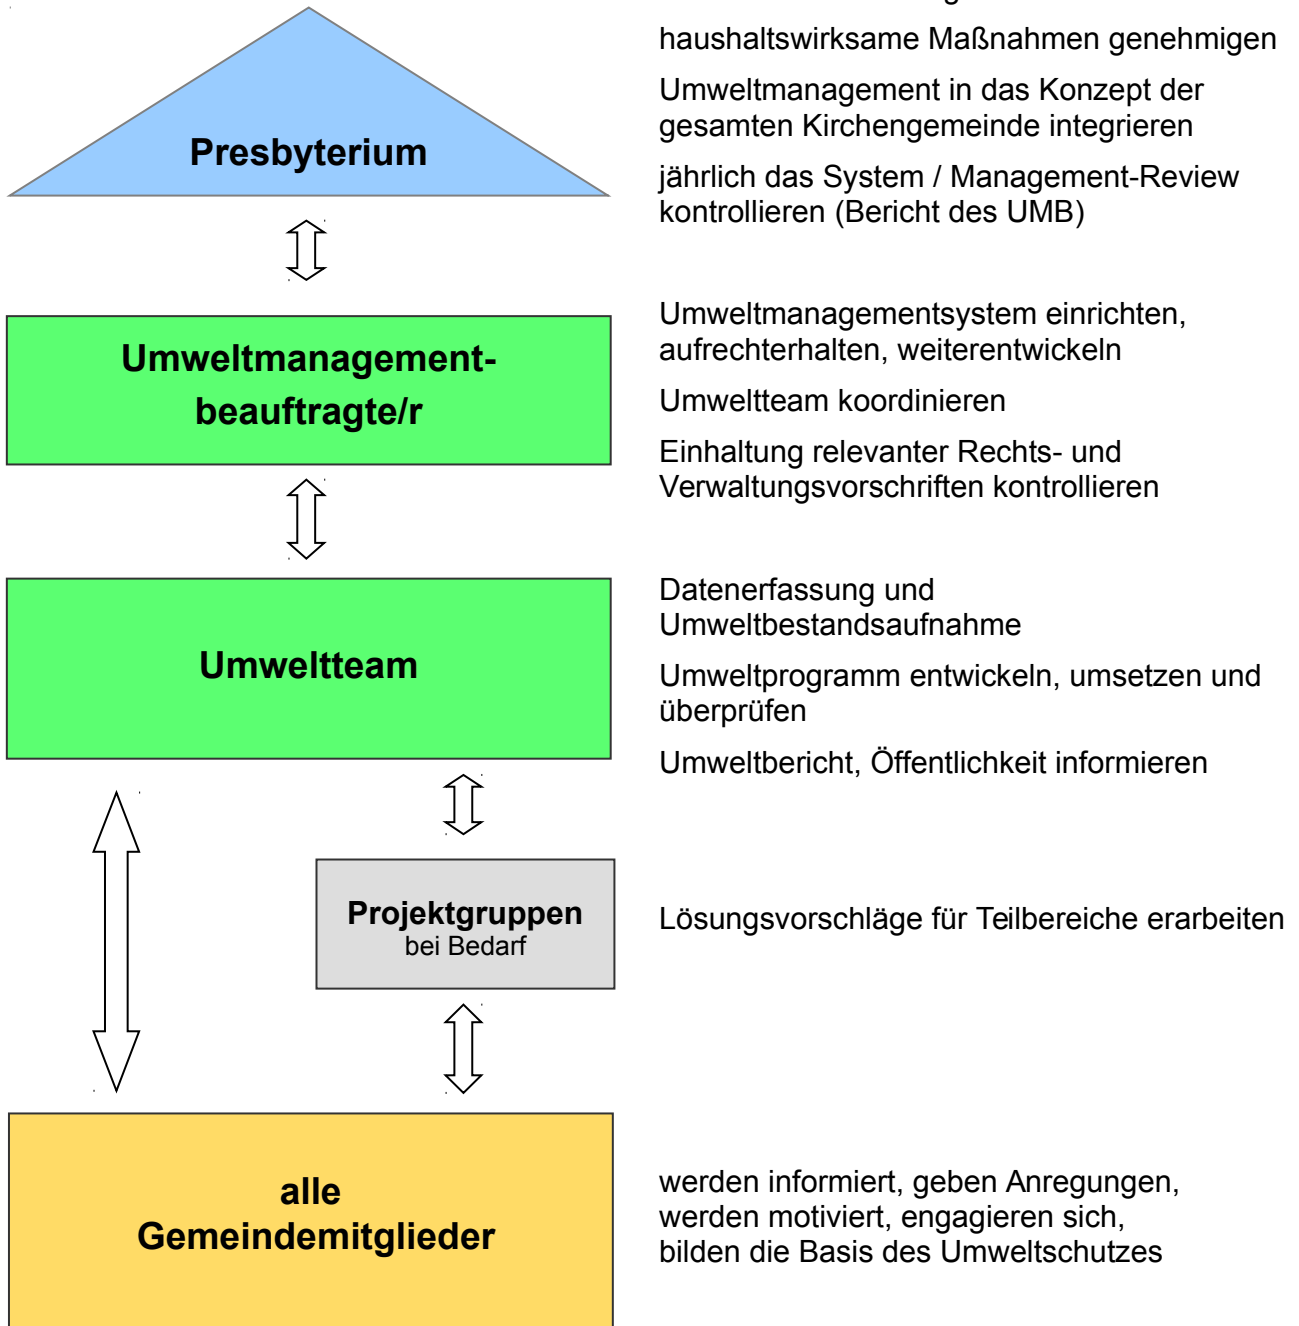 haushaltswirksame Maßnahmen genehmigen
Umweltmanagement in das Konzept der
gesamten Kirchengemeinde integrieren
Presbyterium
jährlich das System / Management-Review
kontrollieren (Bericht des UMB)
Umweltmanagement-
beauftragte/r
Umweltmanagementsystem einrichten,
aufrechterhalten, weiterentwickeln
Umweltteam koordinieren
Einhaltung relevanter Rechts- und
Verwaltungsvorschriften kontrollieren
Umweltteam
Datenerfassung und
Umweltbestandsaufnahme
Umweltprogramm entwickeln, umsetzen und
überprüfen
Umweltbericht, Öffentlichkeit informieren
Projektgruppen
bei Bedarf
Lösungsvorschläge für Teilbereiche erarbeiten
alle
Gemeindemitglieder
werden informiert, geben Anregungen,
werden motiviert, engagieren sich,
bilden die Basis des Umweltschutzes